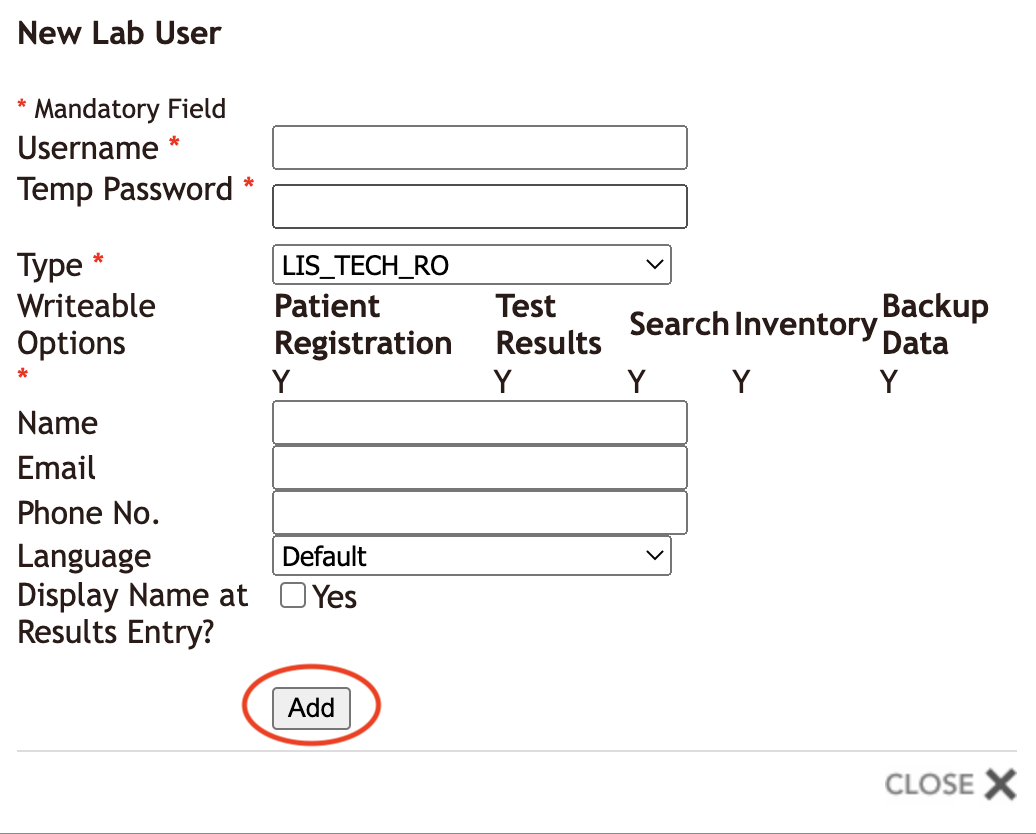 New Lab User
* Mandatory Field
Username *
Temp Password *
Type * LIS_TECH_RO
Writeable Options *
Patient Registration Test Results Search Inventory Backup Data
Y Y Y Y Y
Name
Email
Phone No.
Language Default
Display Name at Results Entry? Yes
Add
CLOSE